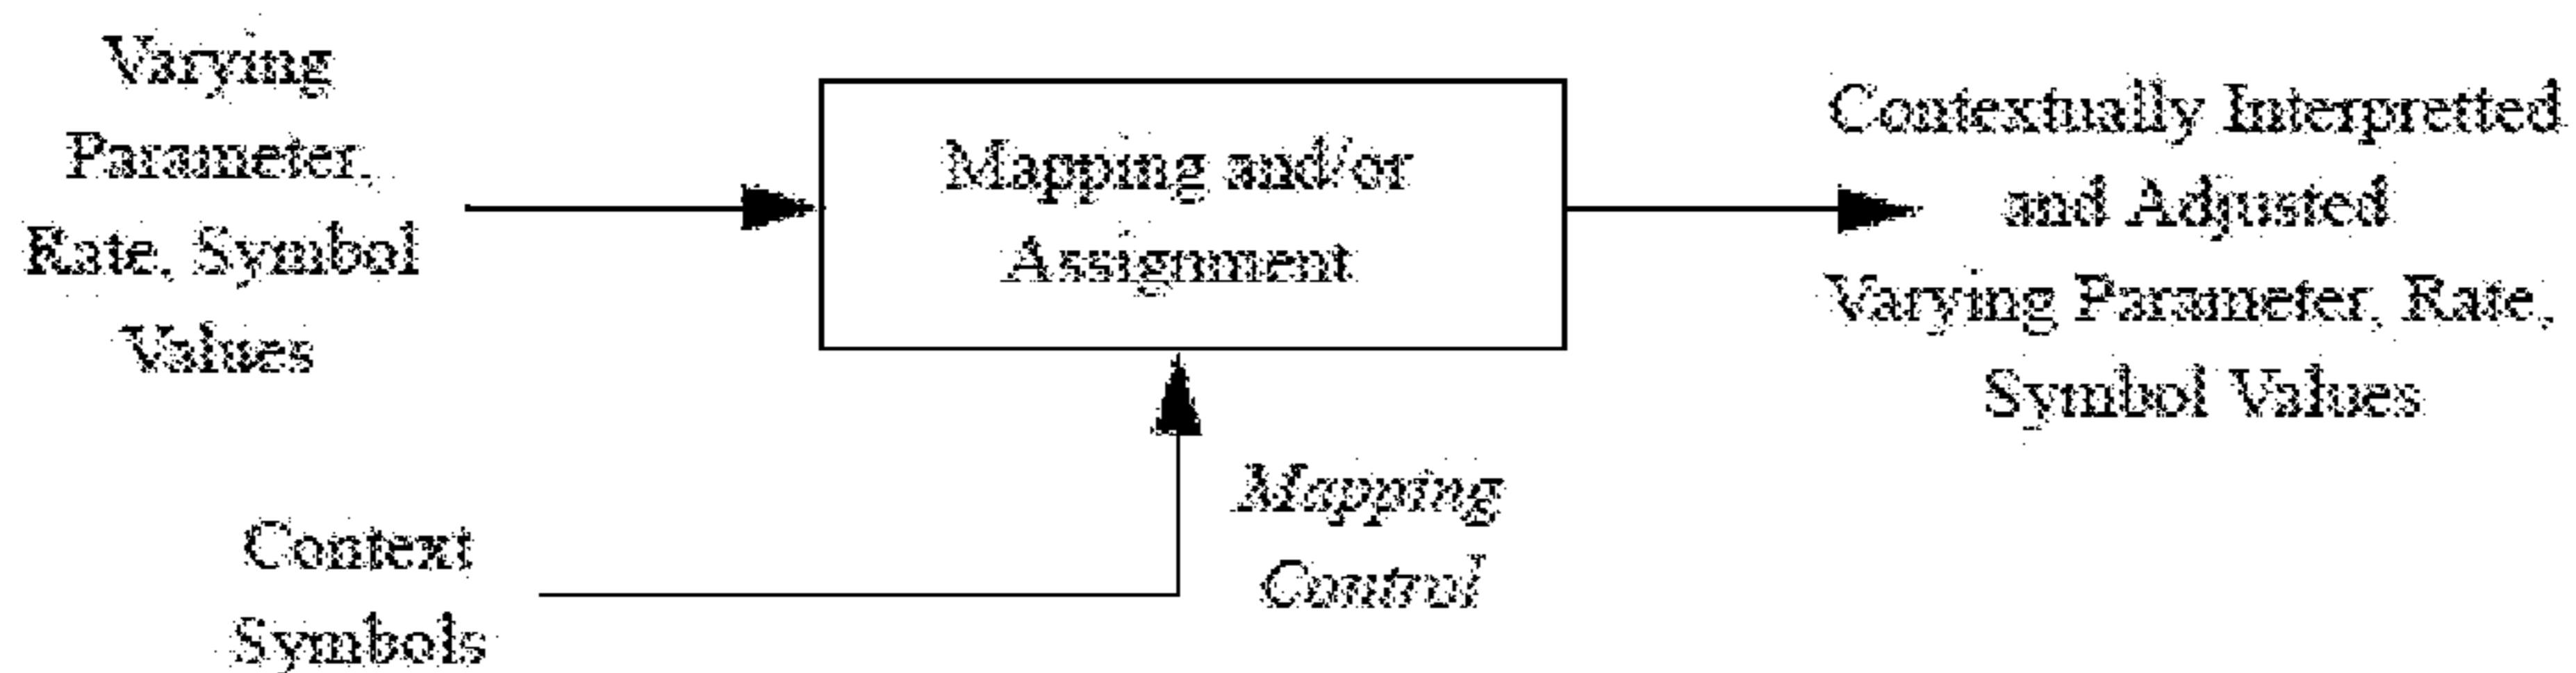 Varying
Parameter,
Rate, Symbol
Values
Mapping and/or
Assignment
Contextually Interpretted
and Adjusted
Varying Parameter, Rate,
Symbol Values
Context
Symbols
Mapping
Control